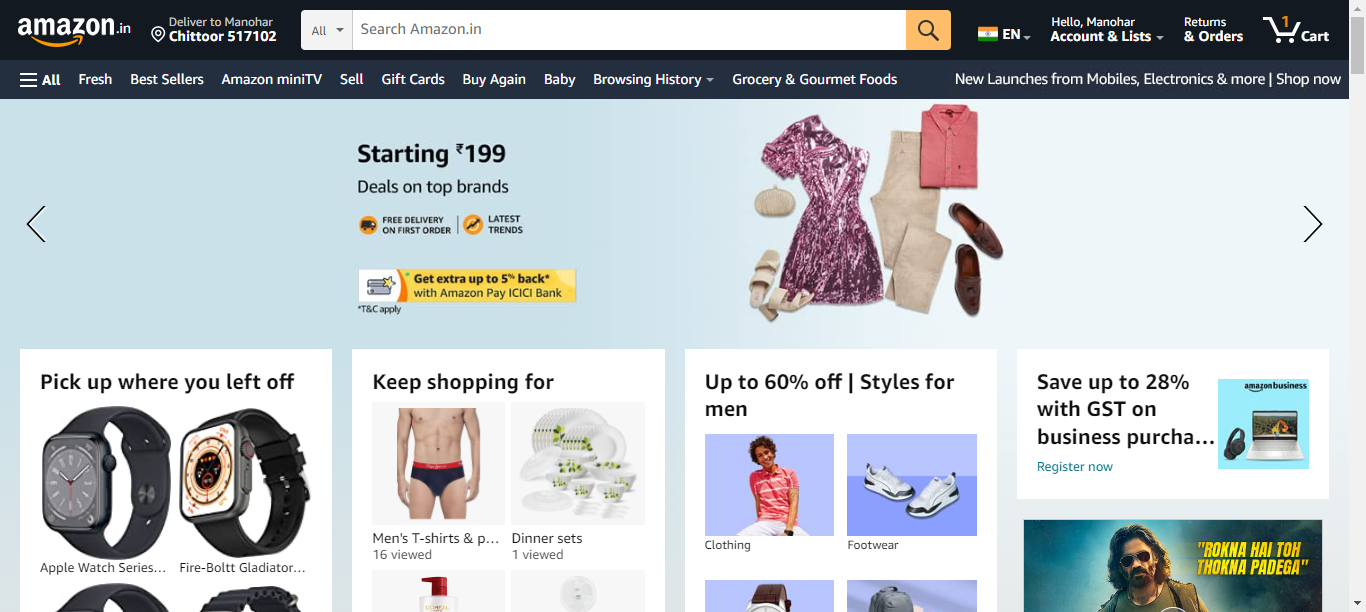 amazon.in
Deliver to Manohar
Chittoor 517102
All
Search Amazon.in
EN
Hello, Manohar
Account & Lists
Returns
& Orders
1
Cart
All
Fresh
Best Sellers
Amazon miniTV
Sell
Gift Cards
Buy Again
Baby
Browsing History
Grocery & Gourmet Foods
New Launches from Mobiles, Electronics & more | Shop now
Starting ₹199
Deals on top brands
FREE DELIVERY
ON FIRST ORDER
LATEST
TRENDS
Get extra up to 5% back*
with Amazon Pay ICICI Bank
*T&C apply
Pick up where you left off
Apple Watch Series...
Fire-Boltt Gladiator...
Keep shopping for
Men's T-shirts & p...
16 viewed
Dinner sets
1 viewed
Up to 60% off | Styles for
men
Clothing
Footwear
Save up to 28%
with GST on
business purcha...
Register now
amazonbusiness
"ROKNA HAI TOH
THOKNA PADEGA"